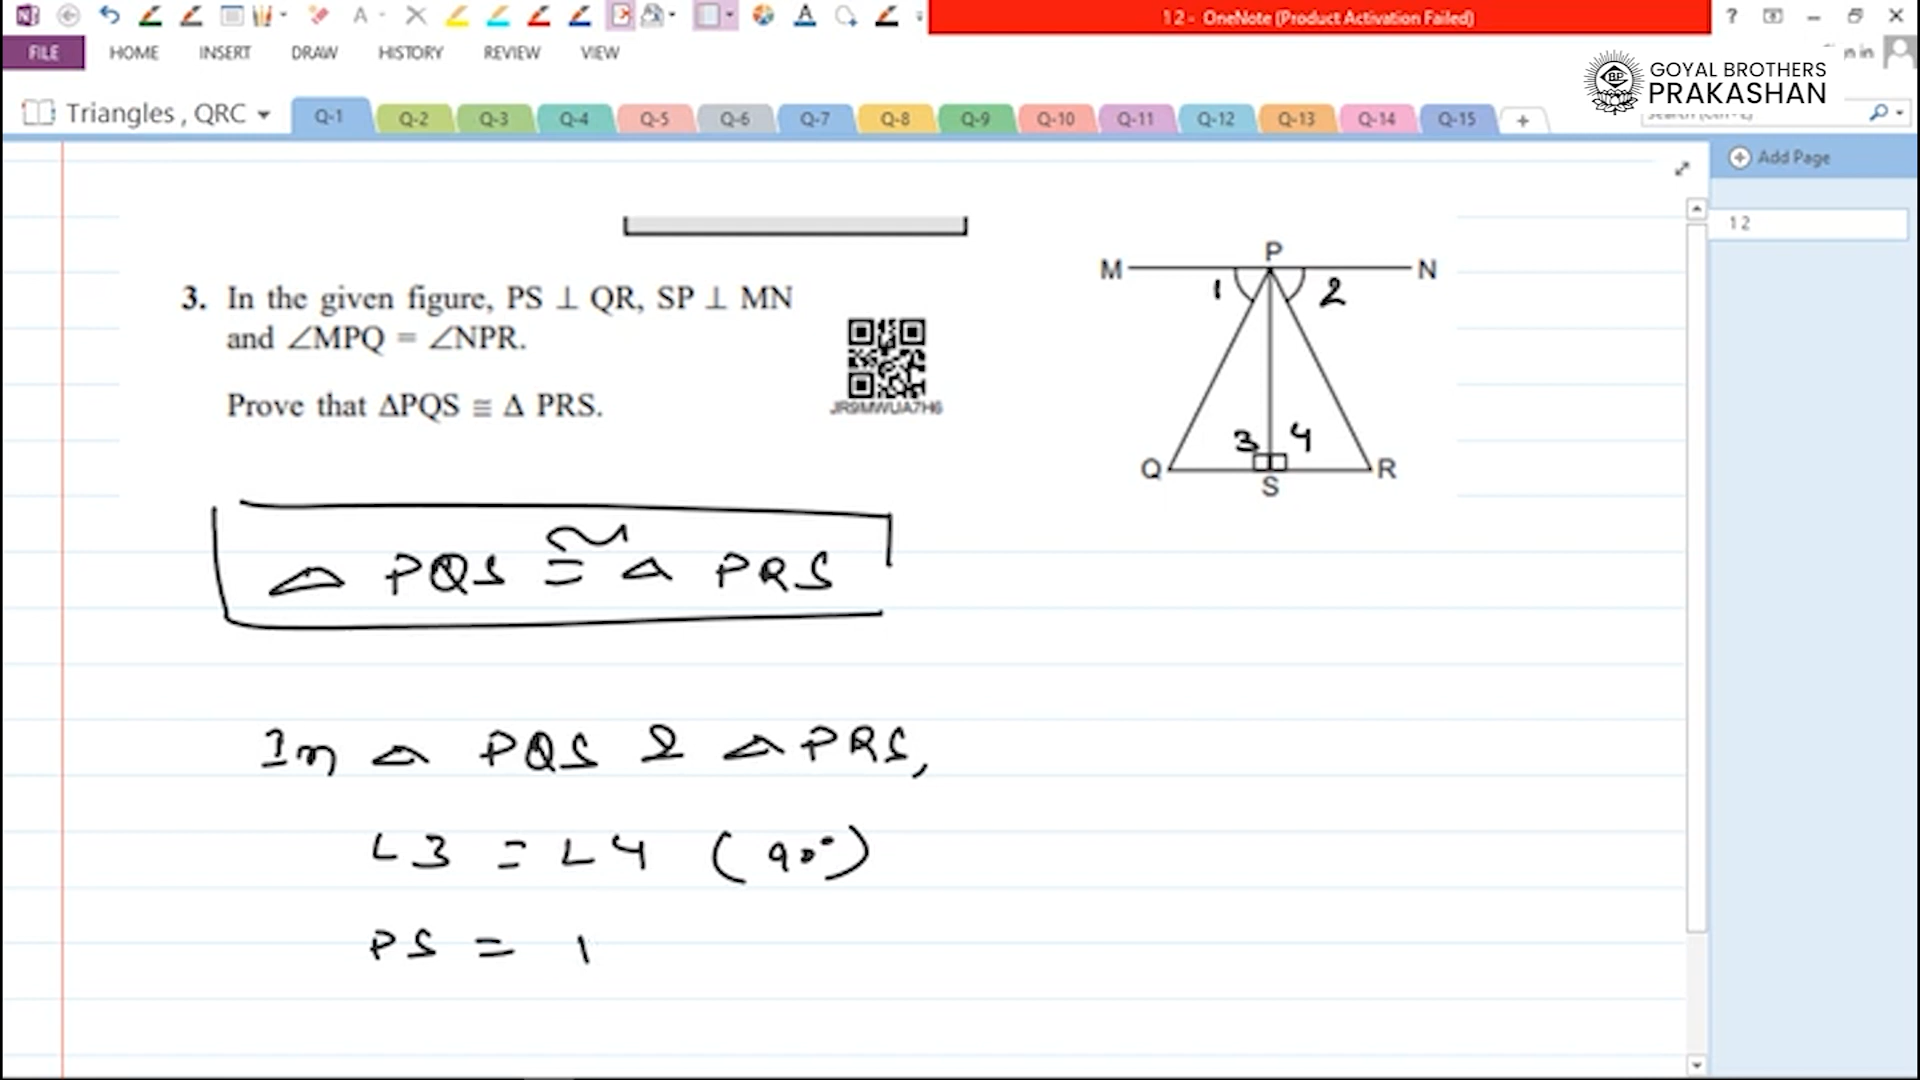 12 - OneNote (Product Activation Failed)
FILE HOME INSERT DRAW HISTORY REVIEW VIEW
GOYAL BROTHERS
PRAKASHAN
Triangles , QRC
Q-1 Q-2 Q-3 Q-4 Q-5 Q-6 Q-7 Q-8 Q-9 Q-10 Q-11 Q-12 Q-13 Q-14 Q-15 +
Add Page
12
3. In the given figure, PS ⊥ QR, SP ⊥ MN
and ∠MPQ = ∠NPR.
Prove that ΔPQS ≅ Δ PRS.
JR9MWUA7H6
M P N
1 2
3 4
Q S R
△ PQS ≅ △ PRS
In △ PQS & △ PRS,
∠3 = ∠4 (90°)
PS =